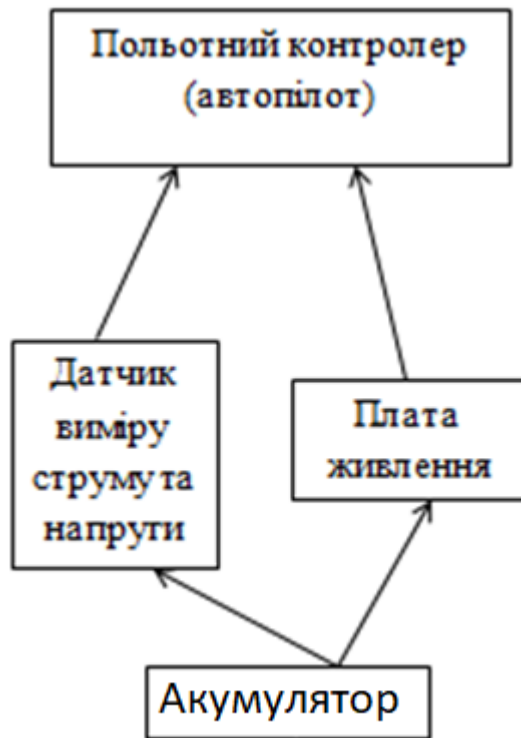 Польотний контролер
(автопілот)
Датчик
виміру
струму та
напруги
Плата
живлення
Акумулятор